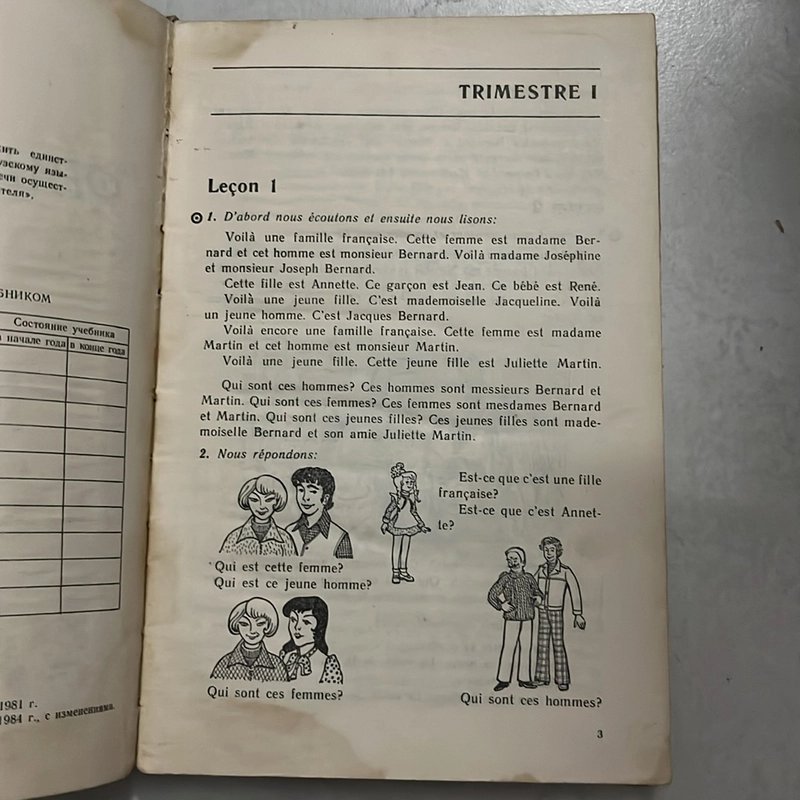 ить единст-
узскому язы-
ечи осущест-
теля».
БНИКОМ
Состояние учебника
начале года
в конце года
1981 г.
1984 г., с изменениями.
TRIMESTRE I
Leçon 1
1. D'abord nous écoutons et ensuite nous lisons:
Voilà une famille française. Cette femme est madame Ber-
nard et cet homme est monsieur Bernard. Voilà madame Joséphine
et monsieur Joseph Bernard.
Cette fille est Annette. Ce garçon est Jean. Ce bébé est René.
Voilà une jeune fille. C'est mademoiselle Jacqueline. Voilà
un jeune homme. C'est Jacques Bernard.
Voilà encore une famille française. Cette femme est madame
Martin et cet homme est monsieur Martin.
Voilà une jeune fille. Cette jeune fille est Juliette Martin.
Qui sont ces hommes? Ces hommes sont messieurs Bernard et
Martin. Qui sont ces femmes? Ces femmes sont mesdames Bernard
et Martin. Qui sont ces jeunes filles? Ces jeunes filles sont made-
moiselle Bernard et son amie Juliette Martin.
2. Nous répondons:
Est-ce que c'est une fille
française?
Est-ce que c'est Annet-
te?
Qui est cette femme?
Qui est ce jeune homme?
Qui sont ces femmes?
Qui sont ces hommes?
3